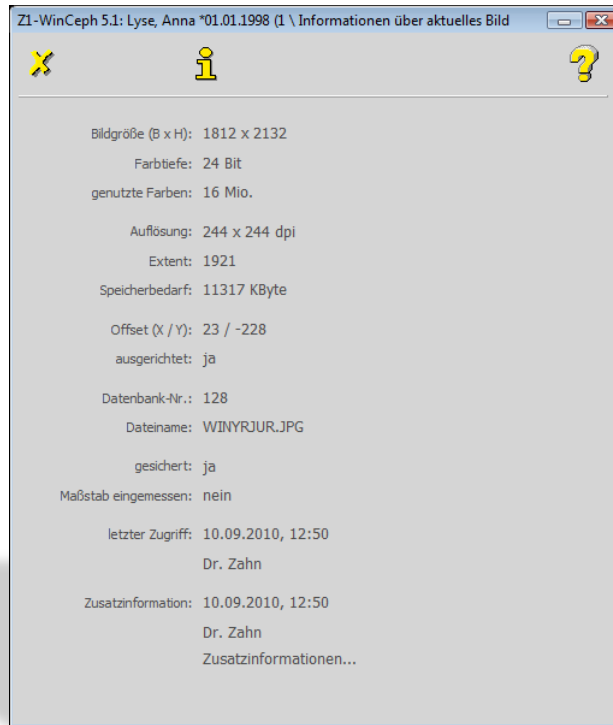 Z1-WinCeph 5.1: Lyse, Anna *01.01.1998 (1 \ Informationen über aktuelles Bild
Bildgröße (B x H): 1812 x 2132
Farbtiefe: 24 Bit
genutzte Farben: 16 Mio.
Auflösung: 244 x 244 dpi
Extent: 1921
Speicherbedarf: 11317 KByte
Offset (X / Y): 23 / -228
ausgerichtet: ja
Datenbank-Nr.: 128
Dateiname: WINYRJUR.JPG
gesichert: ja
Maßstab eingemessen: nein
letzter Zugriff: 10.09.2010, 12:50
Dr. Zahn
Zusatzinformation: 10.09.2010, 12:50
Dr. Zahn
Zusatzinformationen...